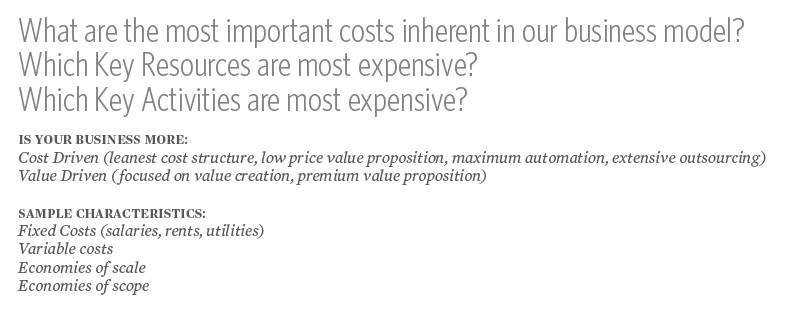 What are the most important costs inherent in our business model?
Which Key Resources are most expensive?
Which Key Activities are most expensive?
IS YOUR BUSINESS MORE:
Cost Driven (leanest cost structure, low price value proposition, maximum automation, extensive outsourcing)
Value Driven (focused on value creation, premium value proposition)
SAMPLE CHARACTERISTICS:
Fixed Costs (salaries, rents, utilities)
Variable costs
Economies of scale
Economies of scope